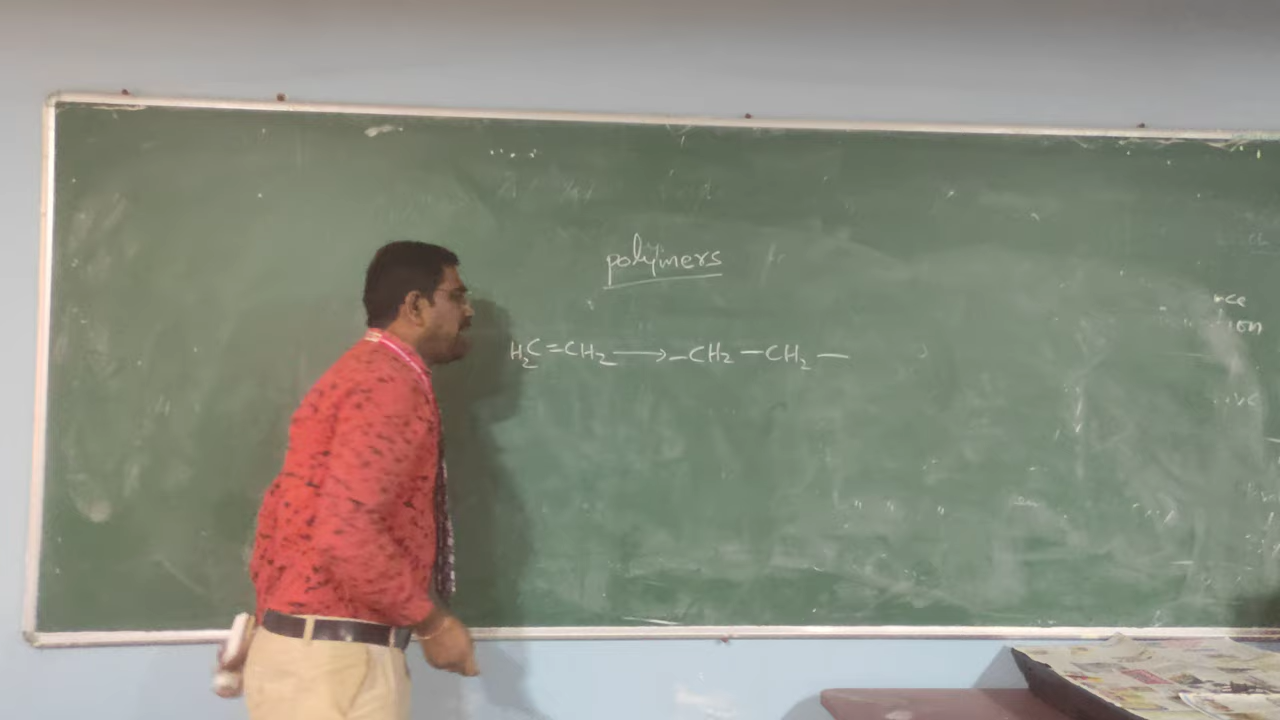 polymers
H₂C=CH₂ ⟶ –CH₂ – CH₂ –